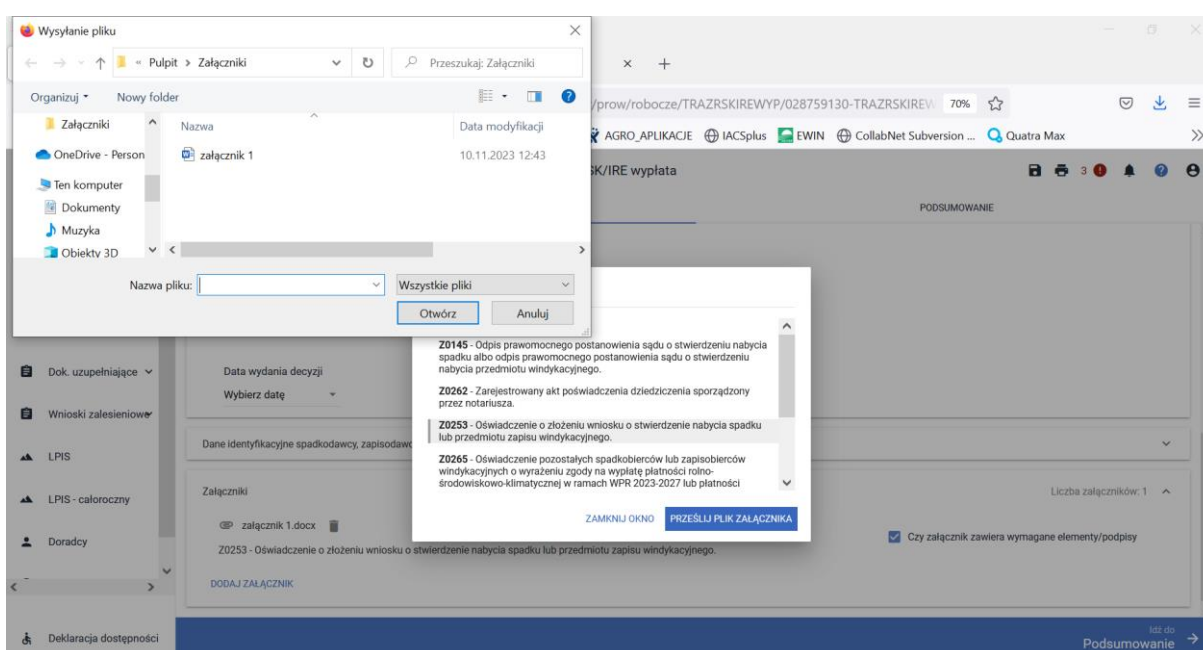 Wysyłanie pliku
« Pulpit > Załączniki
Przeszukaj: Załączniki
Organizuj
Nowy folder
Załączniki
OneDrive - Person
Ten komputer
Dokumenty
Muzyka
Obiekty 3D
Nazwa
Data modyfikacji
załącznik 1
10.11.2023 12:43
Nazwa pliku:
Wszystkie pliki
Otwórz
Anuluj
/prow/robocze/TRAZRSKIREWYP/028759130-TRAZRSKIREW
70%
AGRO_APLIKACJE
IACSplus
EWIN
CollabNet Subversion ...
Quatra Max
SK/IRE wypłata
3
PODSUMOWANIE
Z0145 - Odpis prawomocnego postanowienia sądu o stwierdzeniu nabycia
spadku albo odpis prawomocnego postanowienia sądu o stwierdzeniu
nabycia przedmiotu windykacyjnego.
Z0262 - Zarejestrowany akt poświadczenia dziedziczenia sporządzony
przez notariusza.
Z0253 - Oświadczenie o złożeniu wniosku o stwierdzenie nabycia spadku
lub przedmiotu zapisu windykacyjnego.
Z0265 - Oświadczenie pozostałych spadkobierców lub zapisobierców
windykacyjnych o wyrażeniu zgody na wypłatę płatności rolno-
środowiskowo-klimatycznej w ramach WPR 2023-2027 lub płatności
ZAMKNIJ OKNO
PRZEŚLIJ PLIK ZAŁĄCZNIKA
Dok. uzupełniające
Wnioski zalesieniowe
LPIS
LPIS - całoroczny
Doradcy
Deklaracja dostępności
Data wydania decyzji
Wybierz datę
Dane identyfikacyjne spadkodawcy, zapisodawc
Załączniki
Liczba załączników: 1
załącznik 1.docx
Z0253 - Oświadczenie o złożeniu wniosku o stwierdzenie nabycia spadku lub przedmiotu zapisu windykacyjnego.
Czy załącznik zawiera wymagane elementy/podpisy
DODAJ ZAŁĄCZNIK
Idź do
Podsumowanie